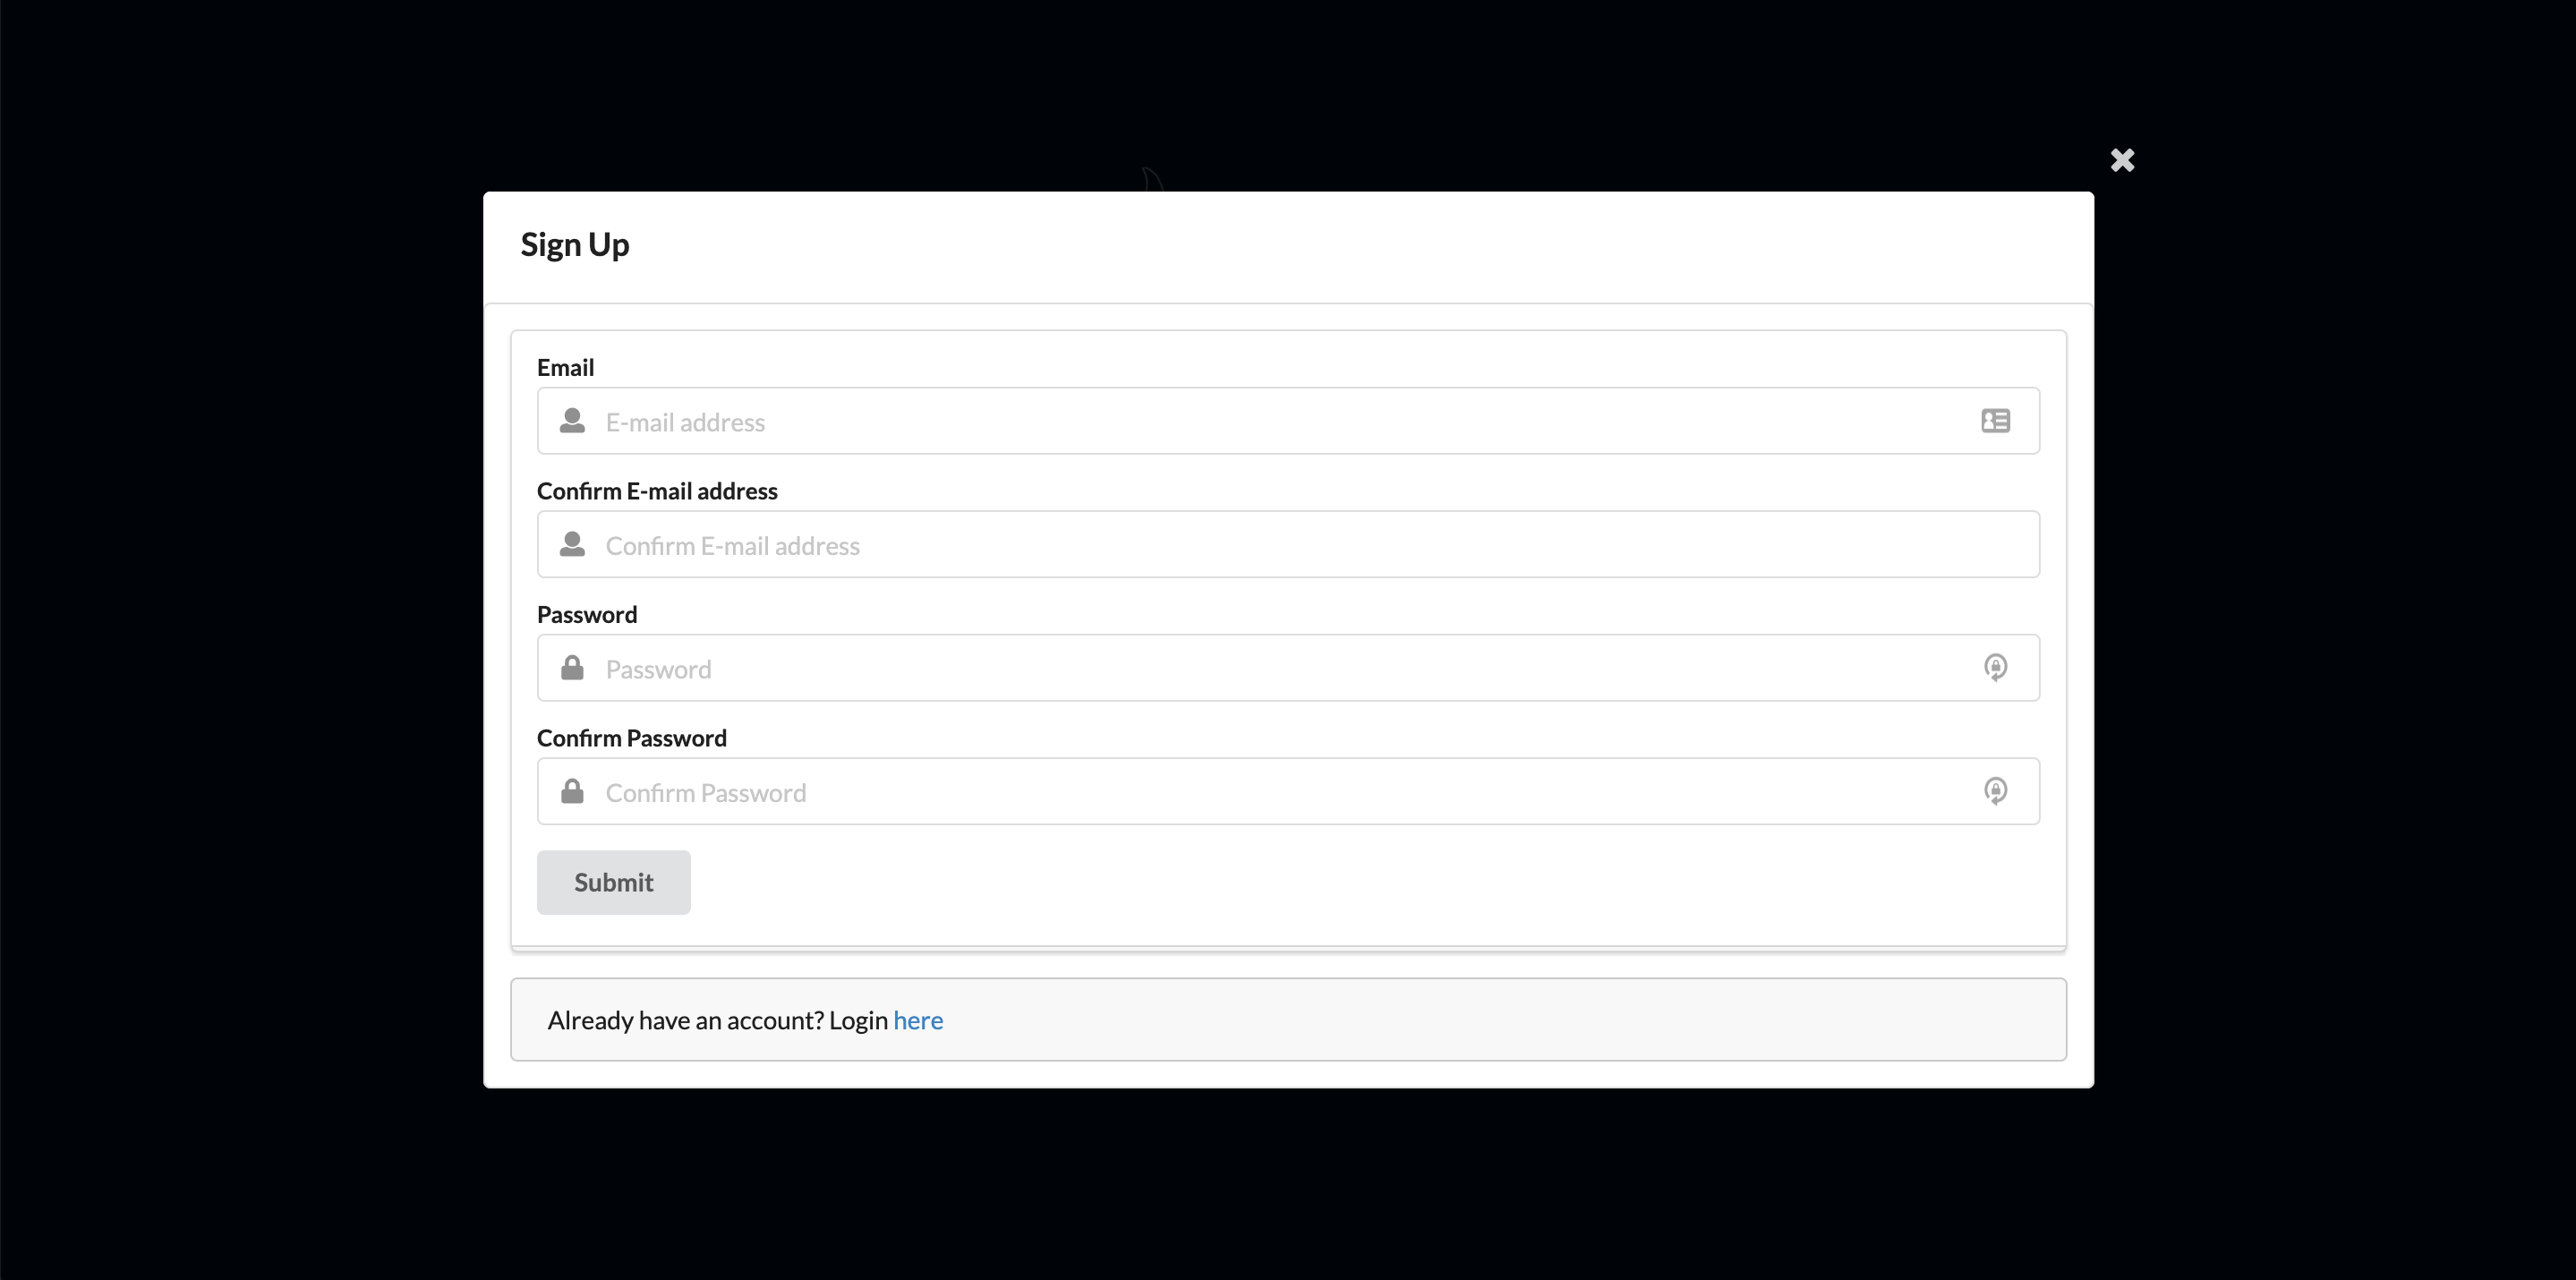 Sign Up
Email
E-mail address
Confirm E-mail address
Confirm E-mail address
Password
Password
Confirm Password
Confirm Password
Submit
Already have an account? Login here